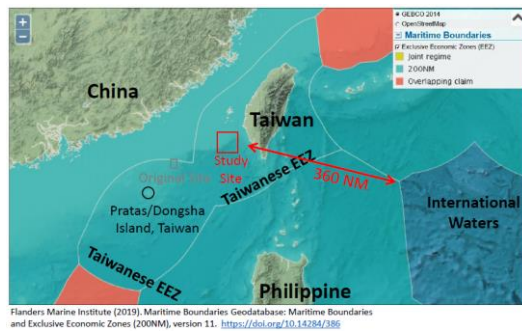 +
−
GEBCO 2014
OpenStreetMap
Maritime Boundaries
Exclusive Economic Zones (EEZ)
Joint regime
200NM
Overlapping claim
China
Taiwan
Original Site
Study
Site
360 NM
Taiwanese EEZ
International
Waters
Pratas/Dongsha
Island, Taiwan
Taiwanese EEZ
Philippine
Flanders Marine Institute (2019). Maritime Boundaries Geodatabase: Maritime Boundaries
and Exclusive Economic Zones (200NM), version 11. https://doi.org/10.14284/386